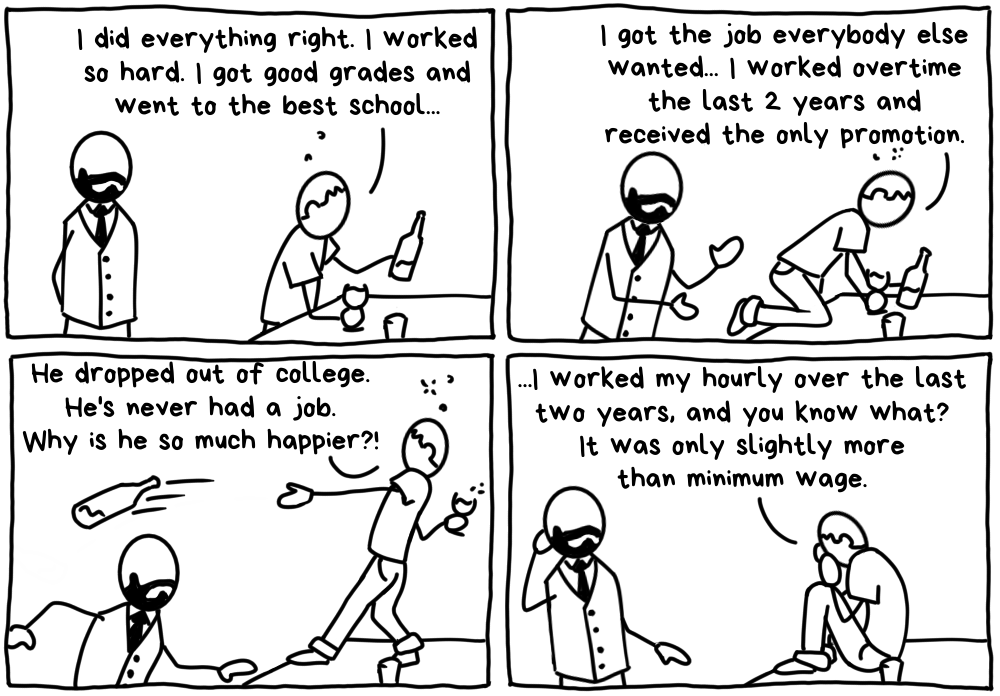 I did everything right. I worked
so hard. I got good grades and
went to the best school...
I got the job everybody else
wanted... I worked overtime
the last 2 years and
received the only promotion.
He dropped out of college.
He's never had a job.
Why is he so much happier?!
...I worked my hourly over the last
two years, and you know what?
It was only slightly more
than minimum wage.